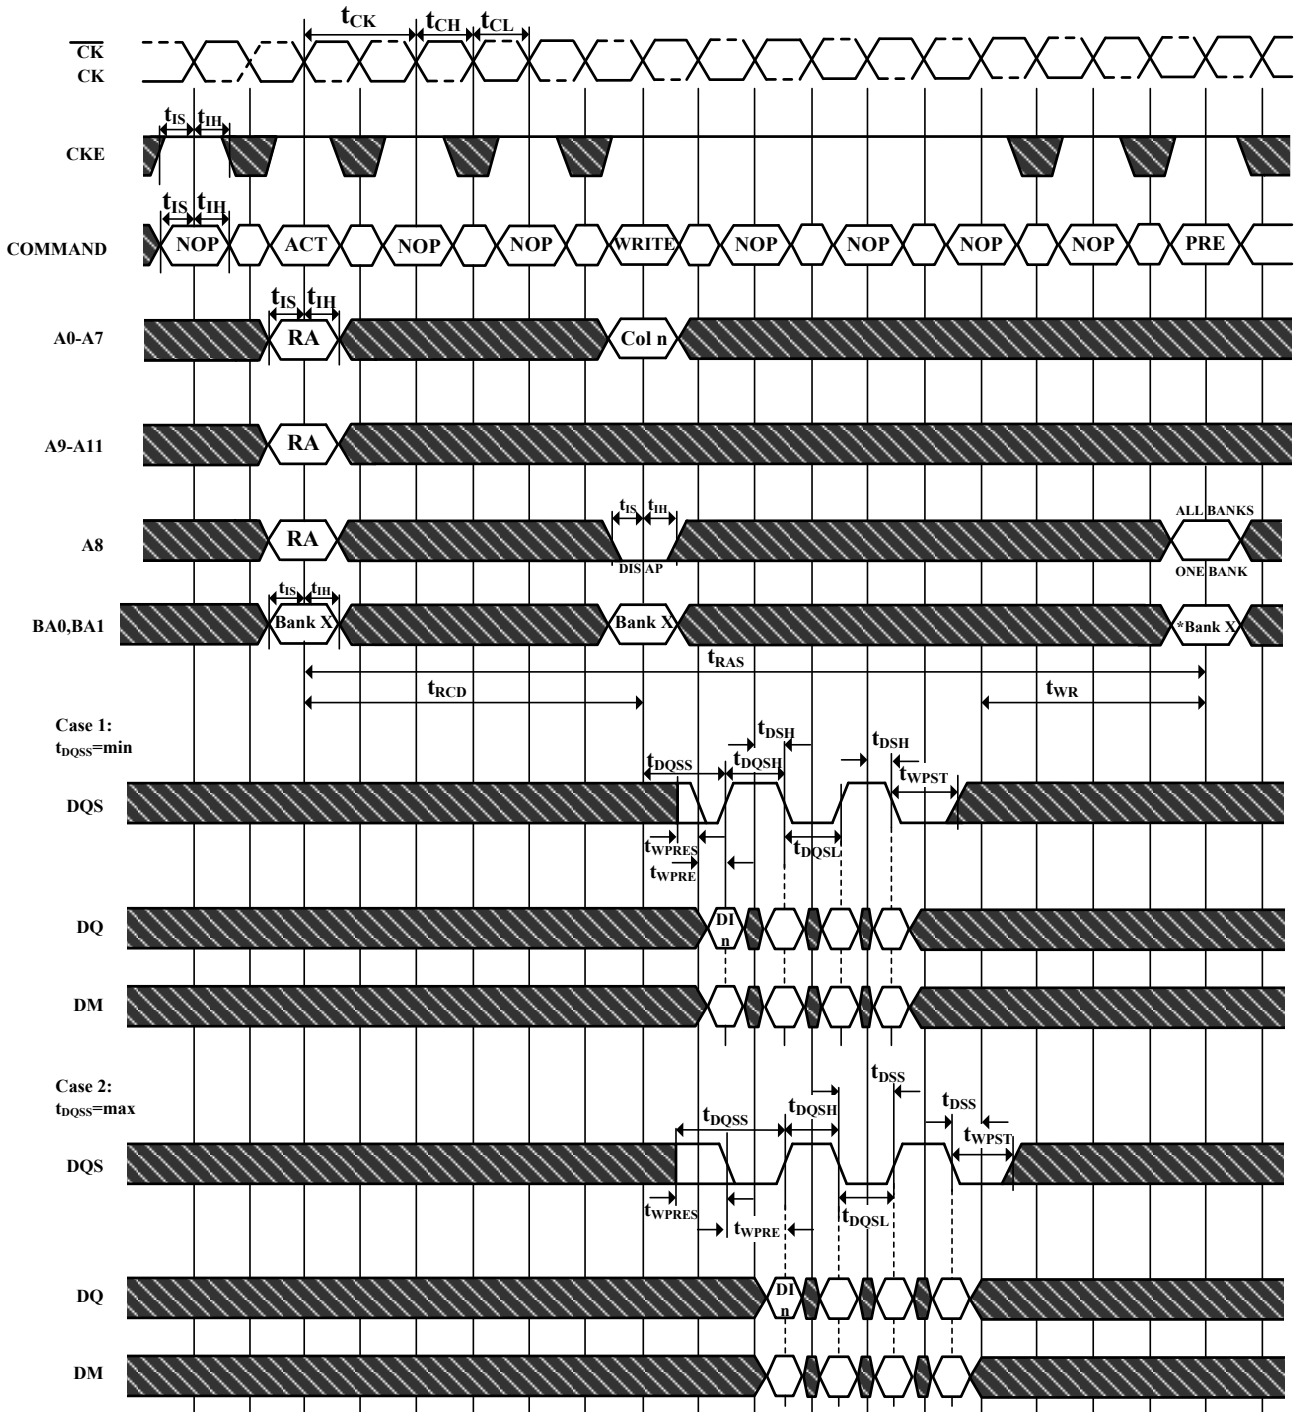 tCK tCH tCL
CK
CK
tIS tIH
CKE
tIS tIH
COMMAND NOP ACT NOP NOP WRITE NOP NOP NOP NOP PRE
tIS tIH
A0-A7 RA Col n
A9-A11 RA
tIS tIH ALL BANKS
A8 RA
DIS AP ONE BANK
tIS tIH
BA0,BA1 Bank X Bank X *Bank X
tRAS
tRCD tWR
Case 1:
tDQSS=min
tDSH tDSH
tDQSS tDQSH tWPST
DQS
tWPRES tDQSL
tWPRE
DQ DI
n
DM
Case 2:
tDQSS=max
tDSS
tDQSS tDQSH tDSS
tWPST
DQS
tWPRES tDQSL
tWPRE
DQ DI
n
DM